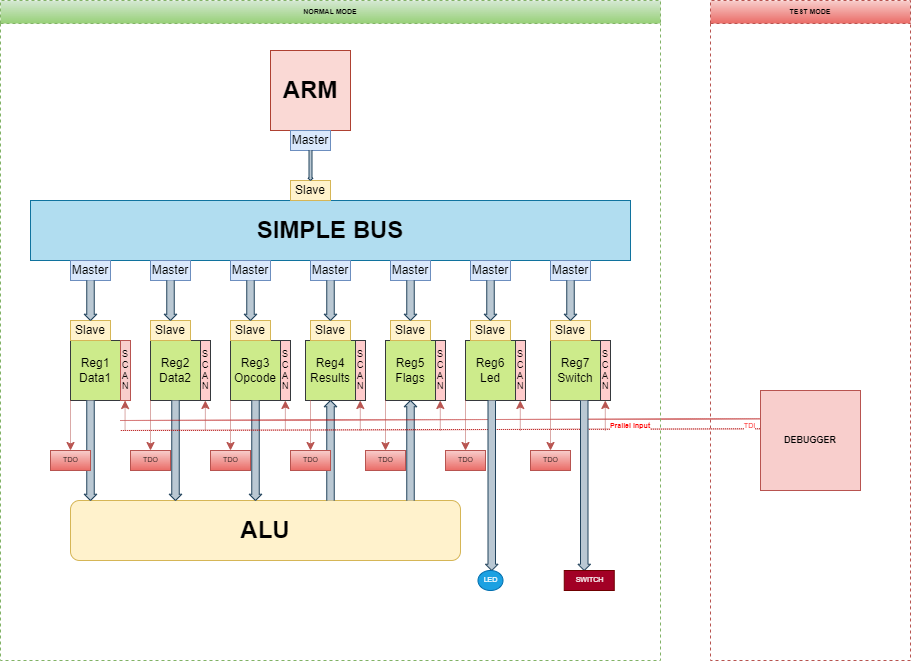 NORMAL MODE
TEST MODE
ARM
Master
Slave
SIMPLE BUS
Master Master Master Master Master Master Master
Slave Slave Slave Slave Slave Slave Slave
Reg1
Data1
SCAN
Reg2
Data2
SCAN
Reg3
Opcode
SCAN
Reg4
Results
SCAN
Reg5
Flags
SCAN
Reg6
Led
SCAN
Reg7
Switch
SCAN
Prallel Input
TDI
DEBUGGER
TDO TDO TDO TDO TDO TDO TDO
ALU
LED
SWITCH